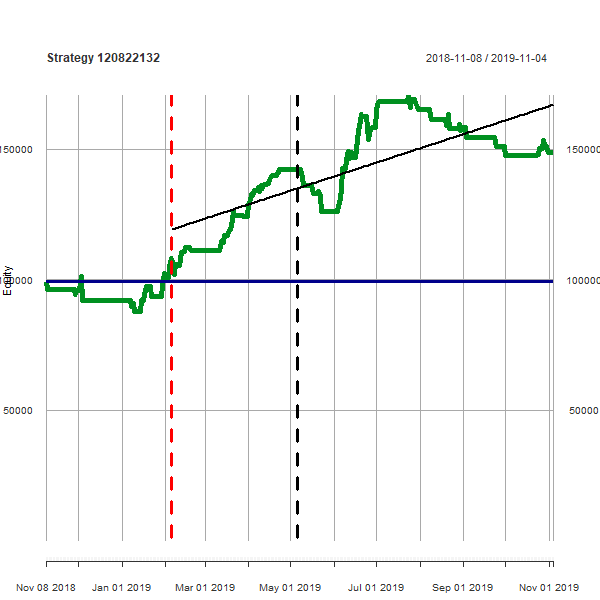 Strategy 120822132
2018-11-08 / 2019-11-04
150000 150000
Equity
100000 100000
50000 50000
Nov 08 2018 Jan 01 2019 Mar 01 2019 May 01 2019 Jul 01 2019 Sep 01 2019 Nov 01 2019